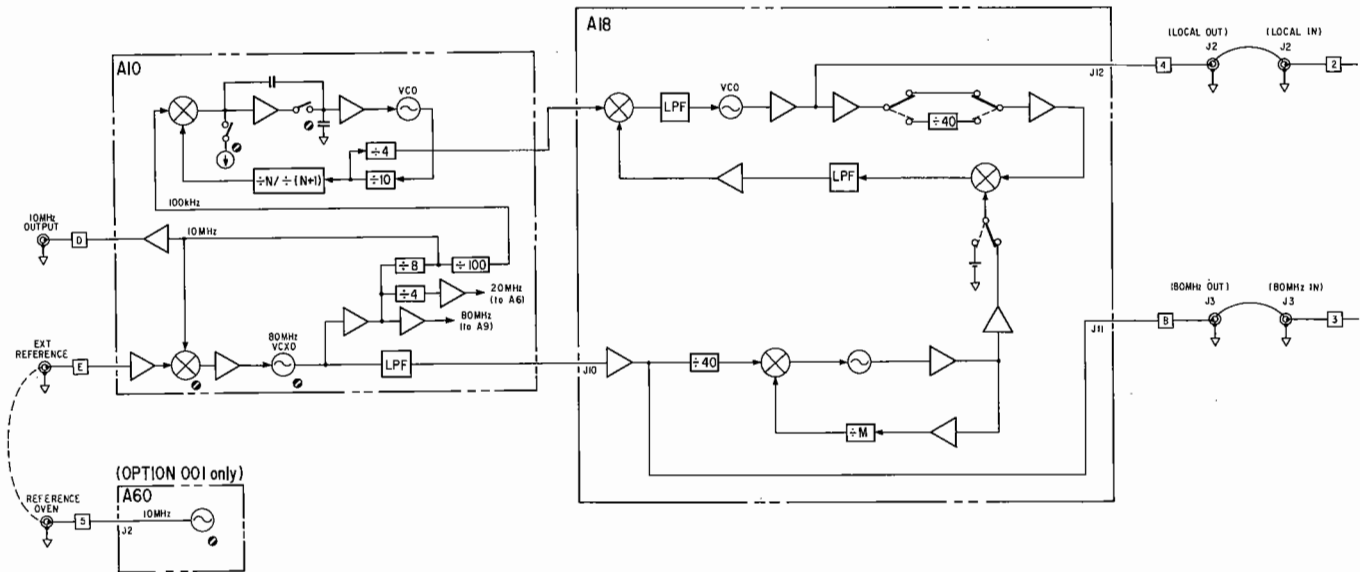 A10
VCO
÷4
÷N/÷(N+1)
÷10
100kHz
10MHz
OUTPUT
D
10MHz
÷8
÷100
÷4
20MHz
(to A6)
80MHz
(to A9)
EXT
REFERENCE
E
80MHz
VCXO
LPF
(OPTION 001 only)
A60
REFERENCE
OVEN
5
J2
10MHz
A18
LPF
VCO
÷40
LPF
J12
J11
J10
÷40
÷M
4
(LOCAL OUT)
J2
(LOCAL IN)
J2
2
B
(80MHz OUT)
J3
(80MHz IN)
J3
3